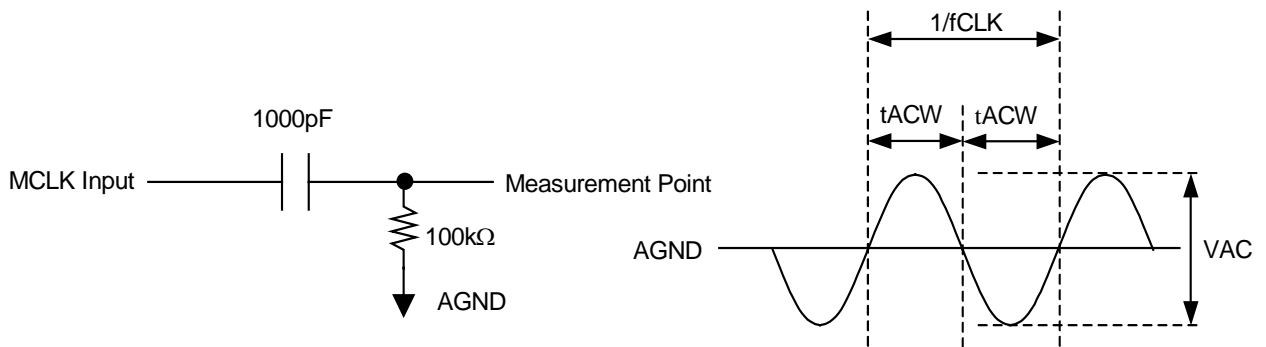 1/fCLK
1000pF
tACW tACW
MCLK Input
Measurement Point
100kΩ
AGND
AGND
VAC